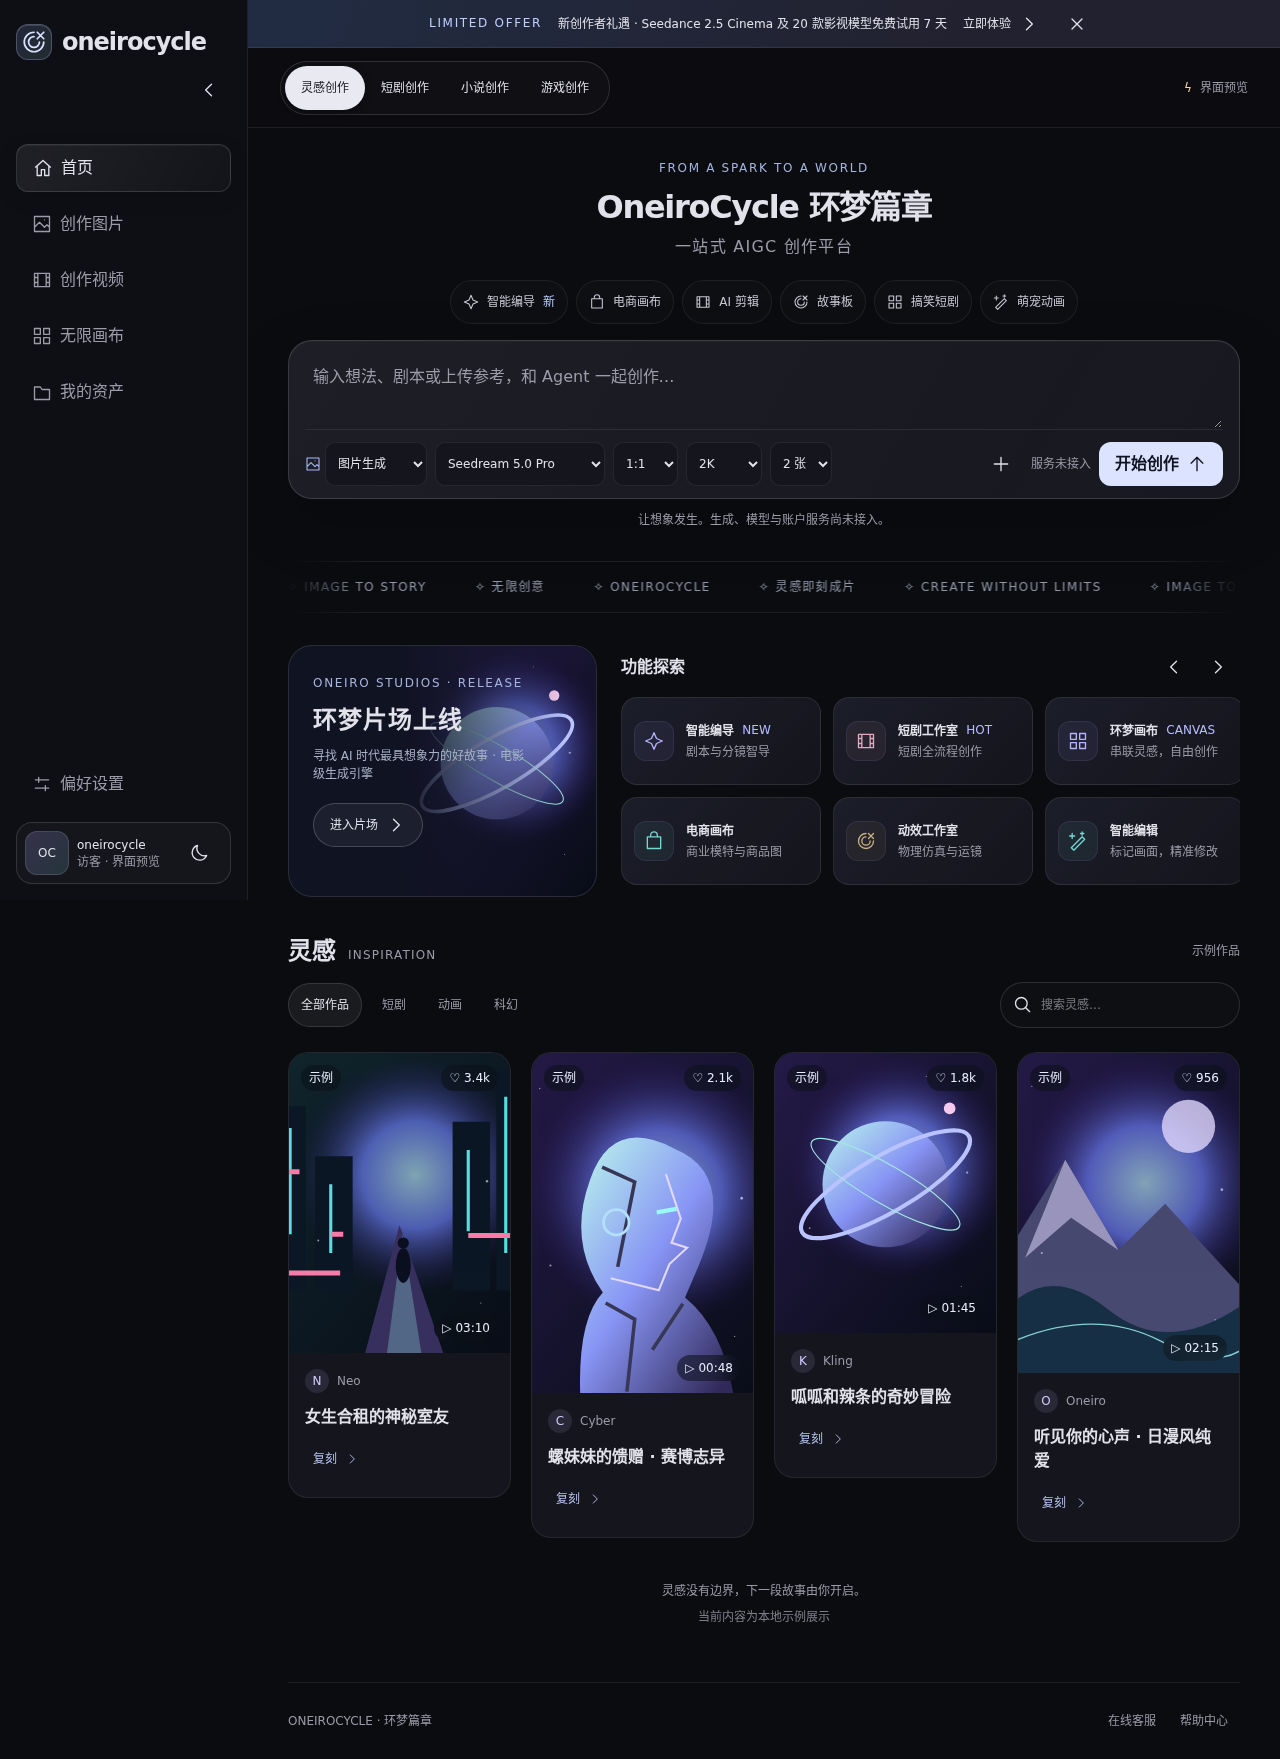 oneirocycle
首页
创作图片
创作视频
无限画布
我的资产
偏好设置
OC
oneirocycle
访客 · 界面预览
LIMITED OFFER 新创作者礼遇 · Seedance 2.5 Cinema 及 20 款影视模型免费试用 7 天 立即体验
灵感创作 短剧创作 小说创作 游戏创作
界面预览
FROM A SPARK TO A WORLD
OneiroCycle 环梦篇章
一站式 AIGC 创作平台
智能编导 新 电商画布 AI 剪辑 故事板 搞笑短剧 萌宠动画
输入想法、剧本或上传参考，和 Agent 一起创作...
图片生成 Seedream 5.0 Pro 1:1 2K 2 张 服务未接入 开始创作
让想象发生。生成、模型与账户服务尚未接入。
IMAGE TO STORY ✧ 无限创意 ✧ ONEIROCYCLE ✧ 灵感即刻成片 ✧ CREATE WITHOUT LIMITS ✧ IMAGE TO
ONEIRO STUDIOS · RELEASE
环梦片场上线
寻找 AI 时代最具想象力的好故事 · 电影
级生成引擎
进入片场
功能探索
智能编导 NEW
剧本与分镜智导
短剧工作室 HOT
短剧全流程创作
环梦画布 CANVAS
串联灵感，自由创作
电商画布
商业模特与商品图
动效工作室
物理仿真与运镜
智能编辑
标记画面，精准修改
灵感 INSPIRATION
示例作品
全部作品 短剧 动画 科幻
搜索灵感...
示例 ♡ 3.4k
▷ 03:10
N Neo
女生合租的神秘室友
复刻
示例 ♡ 2.1k
▷ 00:48
C Cyber
螺妹妹的馈赠 · 赛博志异
复刻
示例 ♡ 1.8k
▷ 01:45
K Kling
呱呱和辣条的奇妙冒险
复刻
示例 ♡ 956
▷ 02:15
O Oneiro
听见你的心声 · 日漫风纯
爱
复刻
灵感没有边界，下一段故事由你开启。
当前内容为本地示例展示
ONEIROCYCLE · 环梦篇章
在线客服 帮助中心